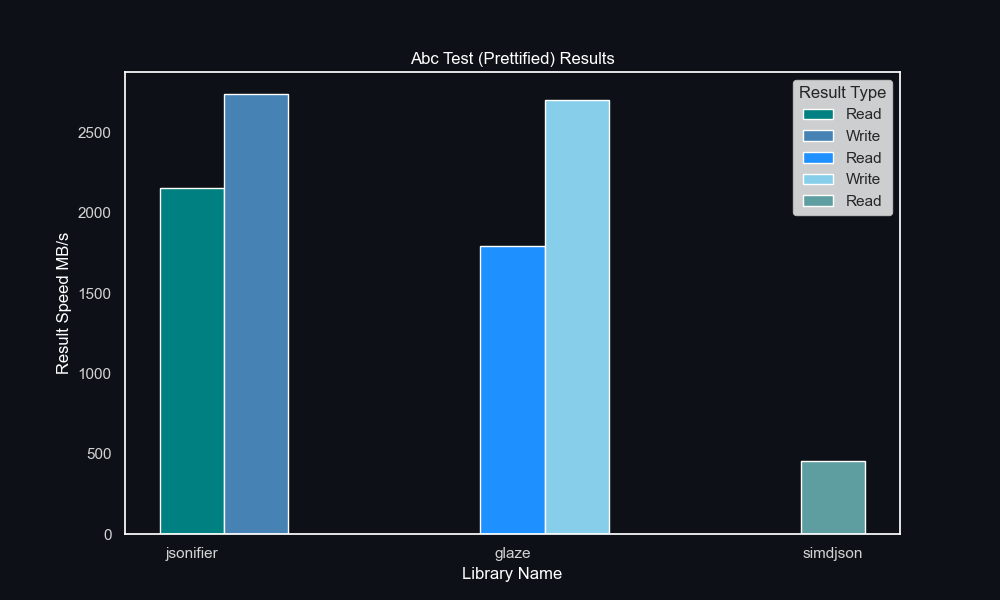 Abc Test (Prettified) Results
Result Type
Read
Write
Read
Write
Read
Result Speed MB/s
2500
2000
1500
1000
500
0
jsonifier
glaze
simdjson
Library Name